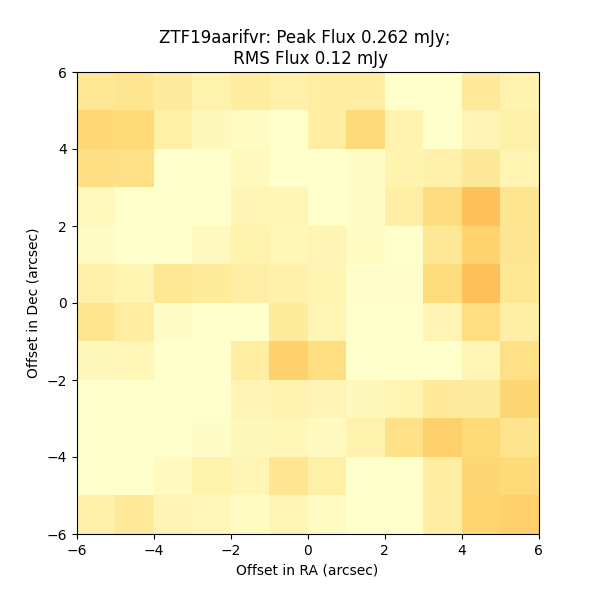 ZTF19aarifvr: Peak Flux 0.262 mJy;
RMS Flux 0.12 mJy
6
4
2
0
−2
−4
−6
Offset in Dec (arcsec)
−6 −4 −2 0 2 4 6
Offset in RA (arcsec)